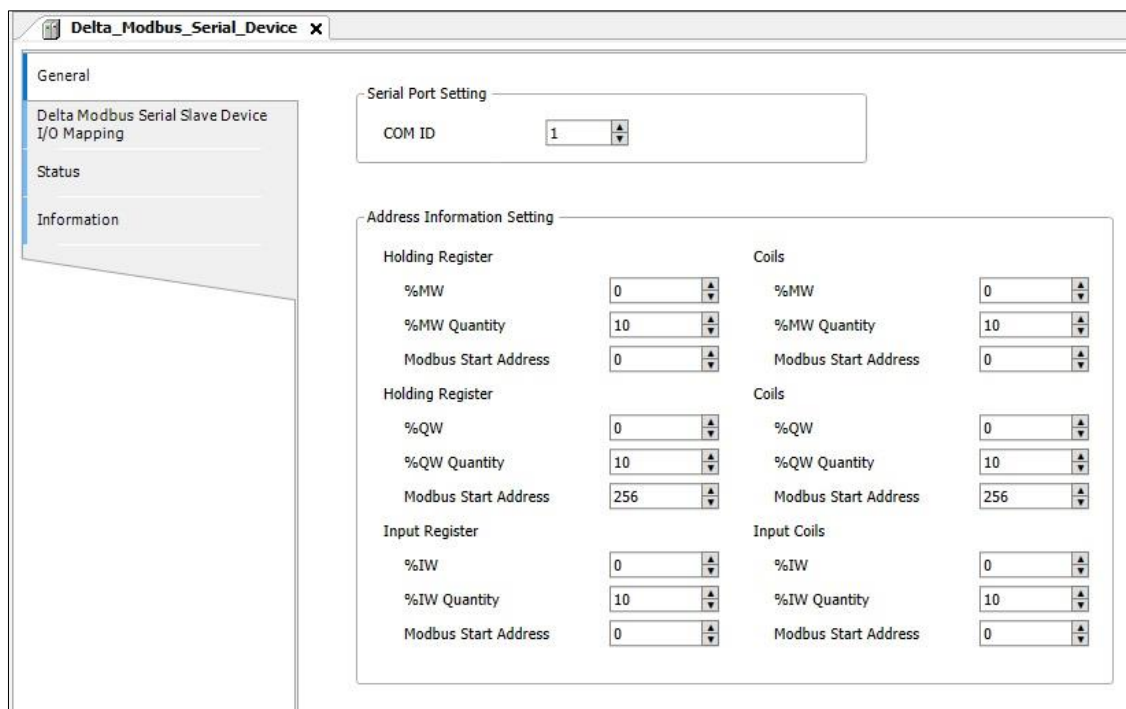 Delta_Modbus_Serial_Device
General
Delta Modbus Serial Slave Device
I/O Mapping
Status
Information
Serial Port Setting
COM ID 1
Address Information Setting
Holding Register Coils
%MW 0 %MW 0
%MW Quantity 10 %MW Quantity 10
Modbus Start Address 0 Modbus Start Address 0
Holding Register Coils
%QW 0 %QW 0
%QW Quantity 10 %QW Quantity 10
Modbus Start Address 256 Modbus Start Address 256
Input Register Input Coils
%IW 0 %IW 0
%IW Quantity 10 %IW Quantity 10
Modbus Start Address 0 Modbus Start Address 0